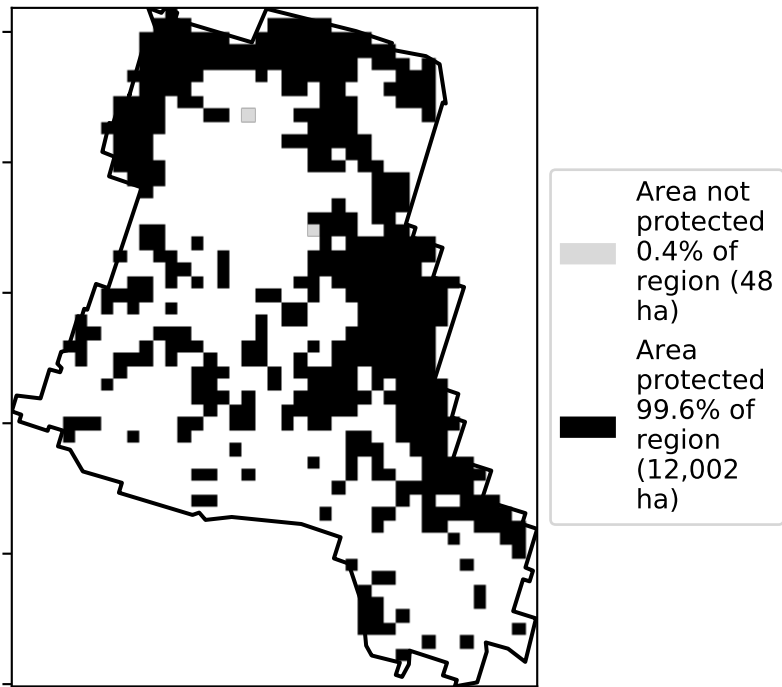 Area not
protected
0.4% of
region (48
ha)
Area
protected
99.6% of
region
(12,002
ha)